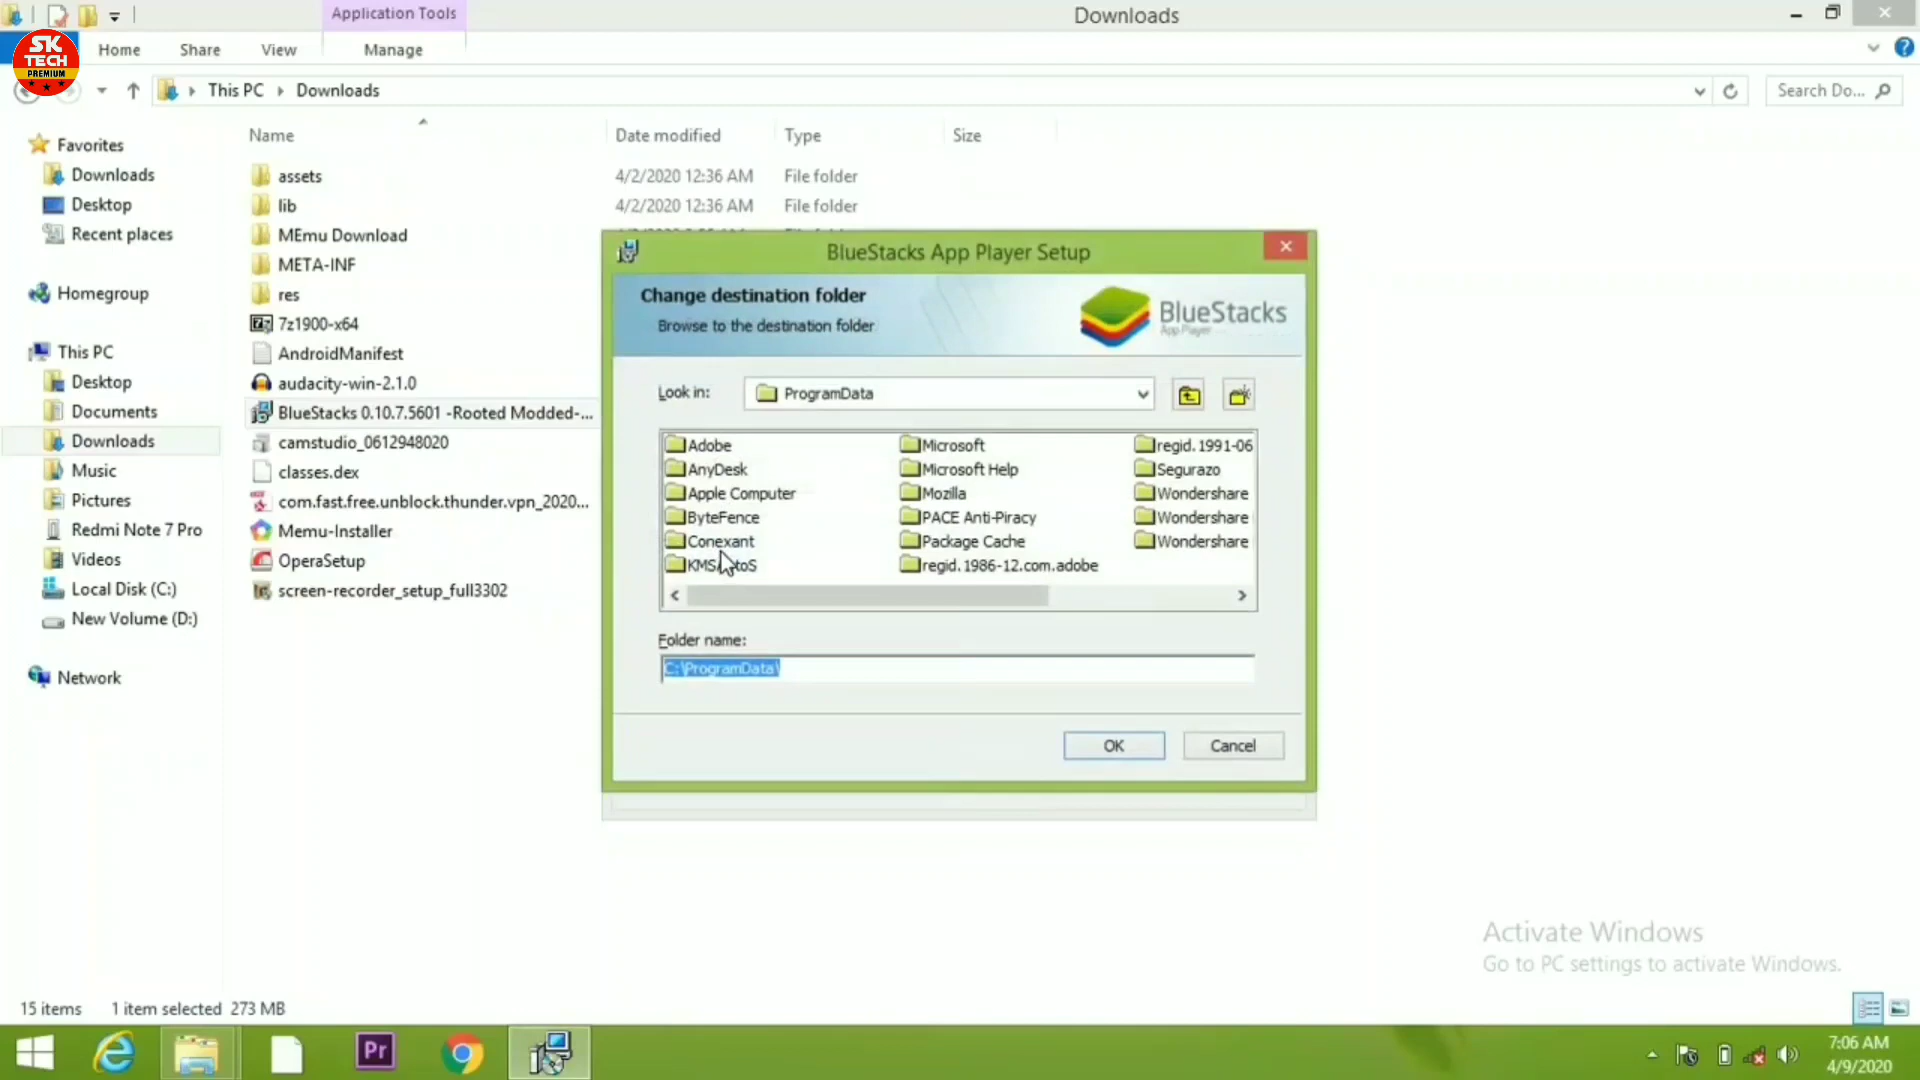 Application Tools
Downloads
Home
Share
View
Manage
SK
TECH
PREMIUM
This PC
Downloads
Search Do...
Name
Date modified
Type
Size
Favorites
Downloads
Desktop
Recent places
Homegroup
This PC
Desktop
Documents
Downloads
Music
Pictures
Redmi Note 7 Pro
Videos
Local Disk (C:)
New Volume (D:)
Network
assets
4/2/2020 12:36 AM
File folder
lib
4/2/2020 12:36 AM
File folder
MEmu Download
META-INF
res
7z1900-x64
AndroidManifest
audacity-win-2.1.0
BlueStacks 0.10.7.5601 -Rooted Modded-...
camstudio_0612948020
classes.dex
com.fast.free.unblock.thunder.vpn_2020...
Memu-Installer
OperaSetup
screen-recorder_setup_full3302
BlueStacks App Player Setup
Change destination folder
Browse to the destination folder
BlueStacks
App Player
Look in:
ProgramData
Adobe
AnyDesk
Apple Computer
ByteFence
Conexant
Microsoft
Microsoft Help
Mozilla
PACE Anti-Piracy
Package Cache
regid.1986-12.com.adobe
regid.1991-06
Segurazo
Wondershare
Wondershare
Wondershare
Folder name:
C:\ProgramData\
OK
Cancel
Activate Windows
Go to PC settings to activate Windows.
15 items
1 item selected 273 MB
Pr
7:06 AM
4/9/2020